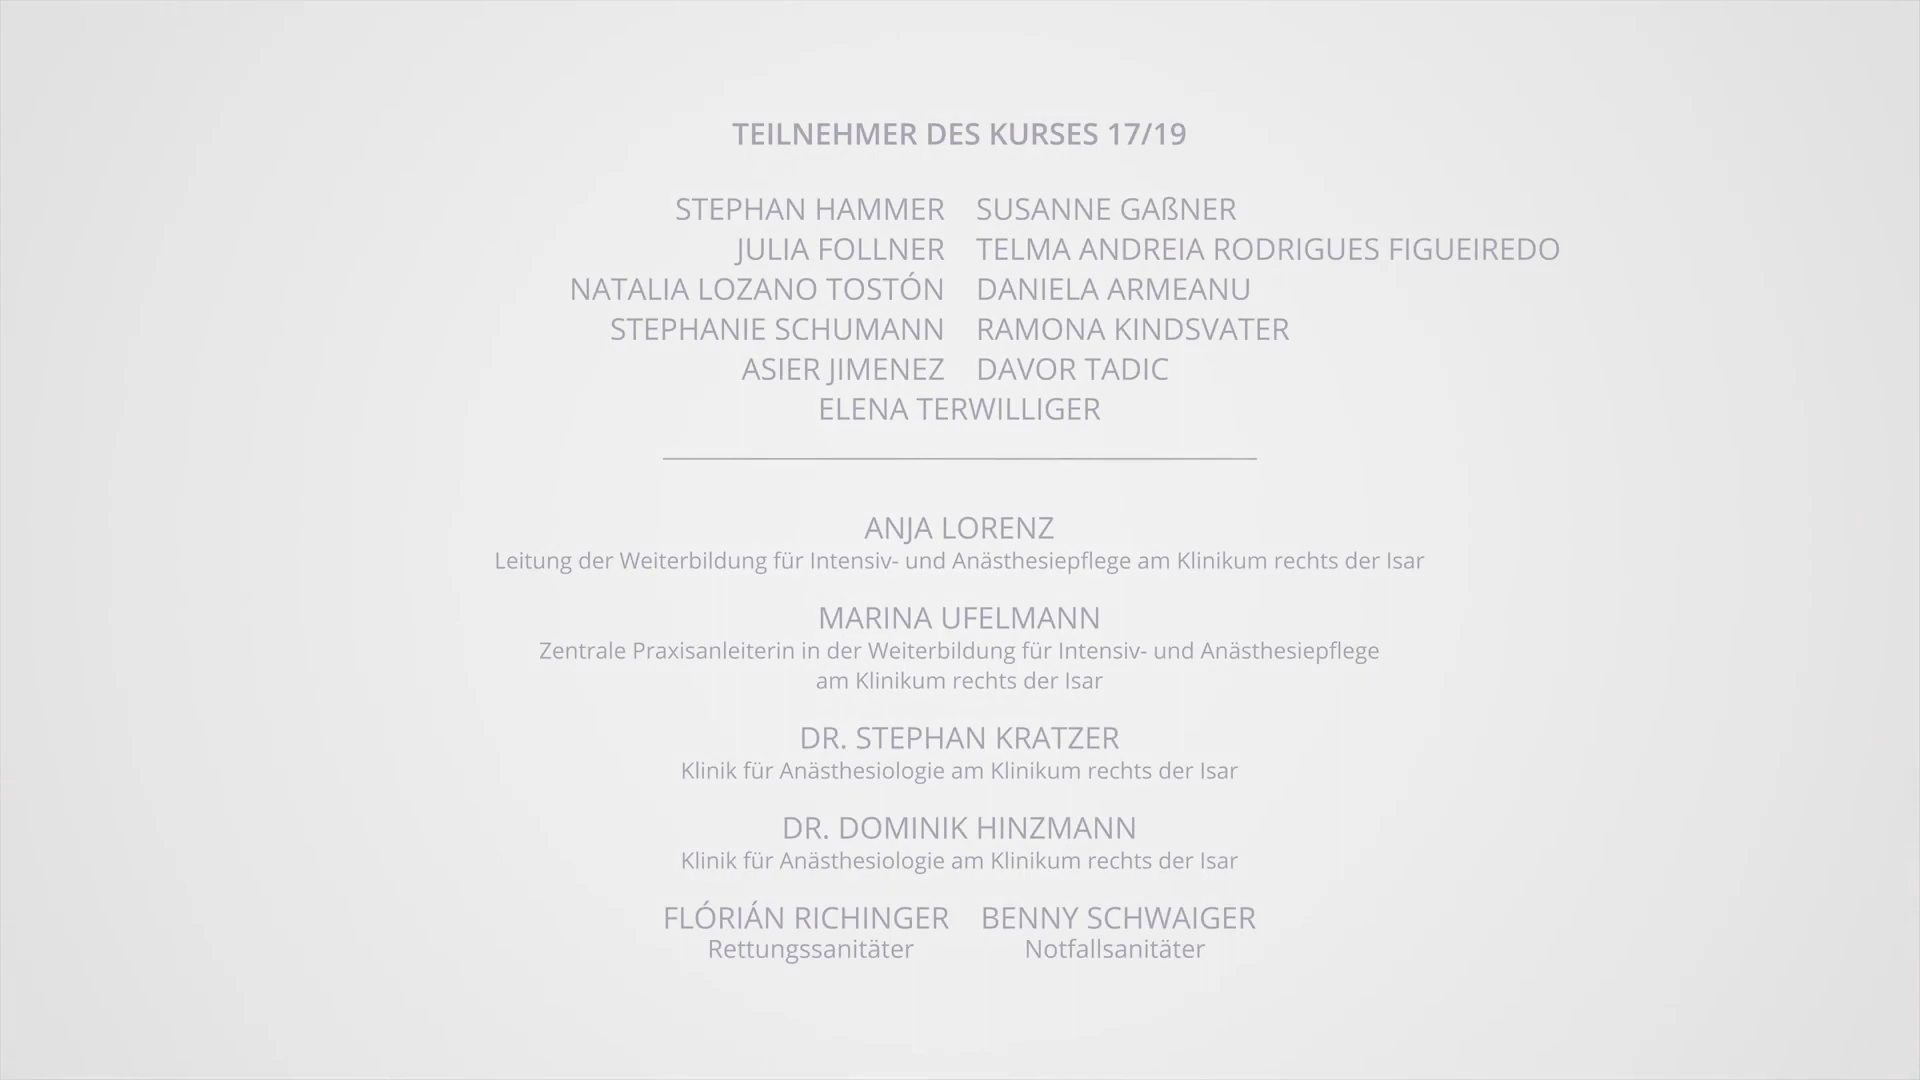 TEILNEHMER DES KURSES 17/19
STEPHAN HAMMER SUSANNE GAßNER
JULIA FOLLNER TELMA ANDREIA RODRIGUES FIGUEIREDO
NATALIA LOZANO TOSTÓN DANIELA ARMEANU
STEPHANIE SCHUMANN RAMONA KINDSVATER
ASIER JIMENEZ DAVOR TADIC
ELENA TERWILLIGER
ANJA LORENZ
Leitung der Weiterbildung für Intensiv- und Anästhesiepflege am Klinikum rechts der Isar
MARINA UFELMANN
Zentrale Praxisanleiterin in der Weiterbildung für Intensiv- und Anästhesiepflege
am Klinikum rechts der Isar
DR. STEPHAN KRATZER
Klinik für Anästhesiologie am Klinikum rechts der Isar
DR. DOMINIK HINZMANN
Klinik für Anästhesiologie am Klinikum rechts der Isar
FLÓRIÁN RICHINGER BENNY SCHWAIGER
Rettungssanitäter Notfallsanitäter